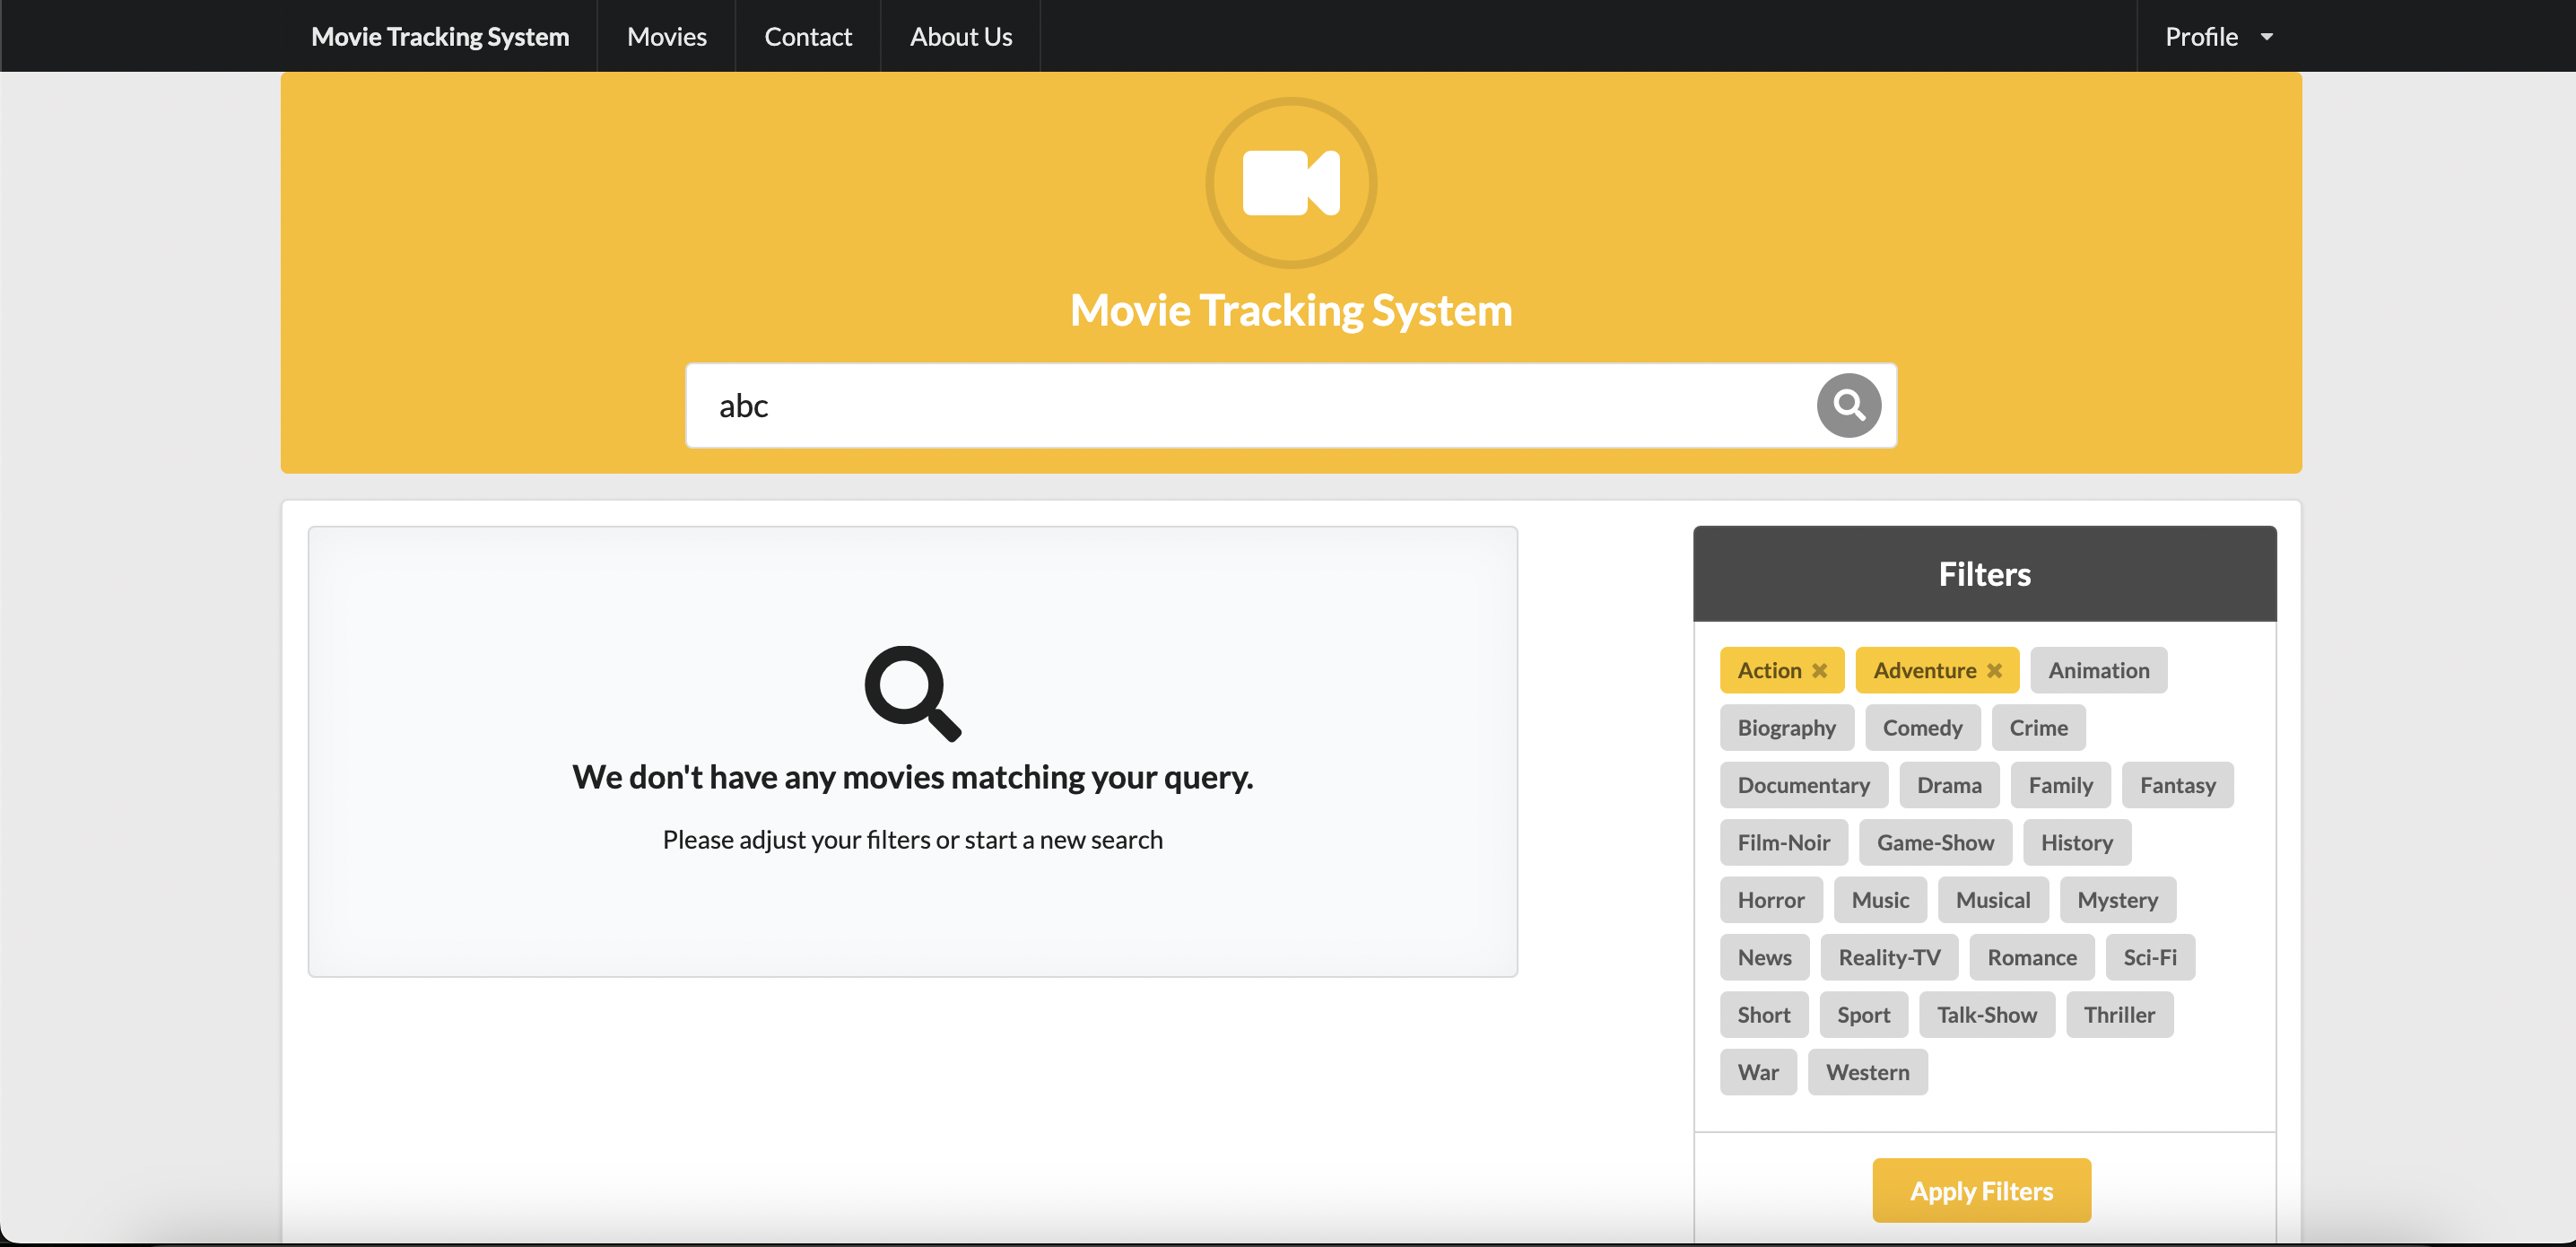 Movie Tracking System Movies Contact About Us Profile
Movie Tracking System
abc
We don't have any movies matching your query.
Please adjust your filters or start a new search
Filters
Action Adventure Animation
Biography Comedy Crime
Documentary Drama Family Fantasy
Film-Noir Game-Show History
Horror Music Musical Mystery
News Reality-TV Romance Sci-Fi
Short Sport Talk-Show Thriller
War Western
Apply Filters